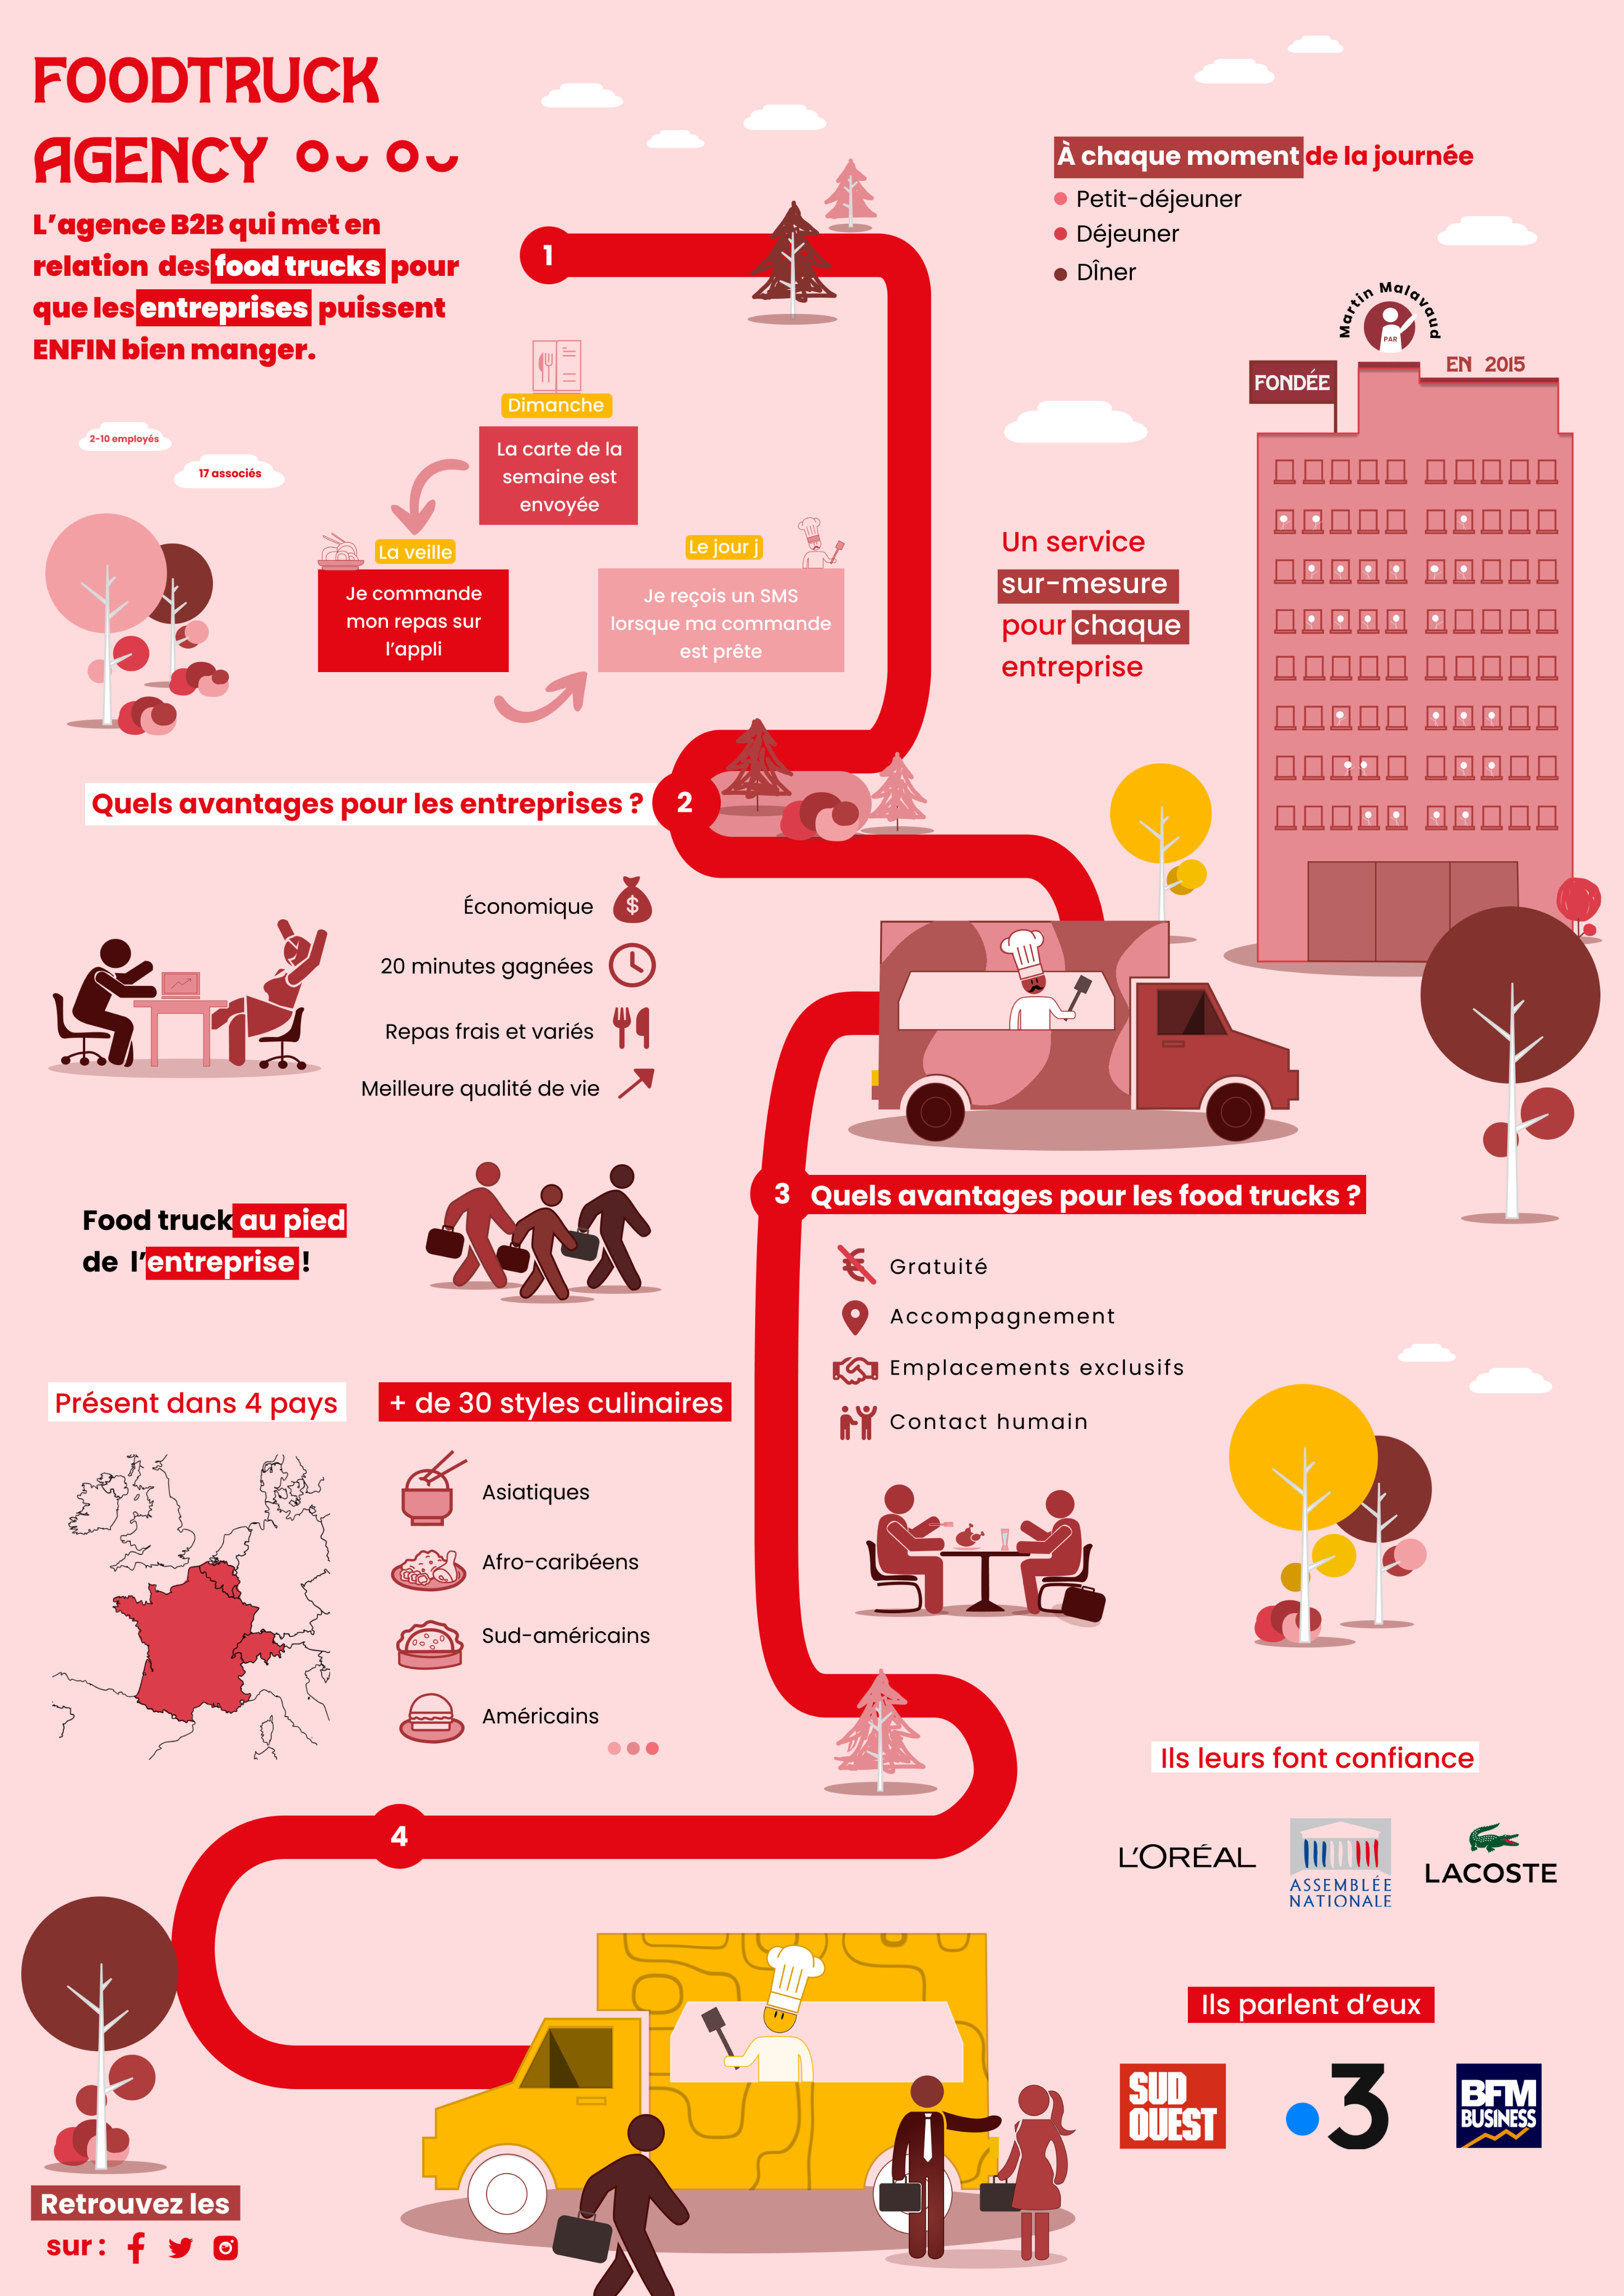 FOODTRUCK
AGENCY
L'agence B2B qui met en
relation des food trucks pour
que les entreprises puissent
ENFIN bien manger.
1
À chaque moment de la journée
Petit-déjeuner
Déjeuner
DÎner
Martin Malavaud
PAR
FONDÉE
EN 2015
2-10 employés
17 associés
Dimanche
La carte de la
semaine est
envoyée
La veille
Je commande
mon repas sur
l'appli
Le jour j
Je reçois un SMS
lorsque ma commande
est prête
Un service
sur-mesure
pour chaque
entreprise
Quels avantages pour les entreprises ?
2
Économique
$
20 minutes gagnées
Repas frais et variés
Meilleure qualité de vie
3 Quels avantages pour les food trucks ?
€ Gratuité
Accompagnement
Emplacements exclusifs
Contact humain
Food truck au pied
de l'entreprise !
Présent dans 4 pays
+ de 30 styles culinaires
Asiatiques
Afro-caribéens
Sud-américains
Américains
4
Ils leurs font confiance
L'ORÉAL
ASSEMBLÉE
NATIONALE
LACOSTE
Ils parlent d'eux
SUD
OUEST
3
BFM
BUSINESS
Retrouvez les
sur :